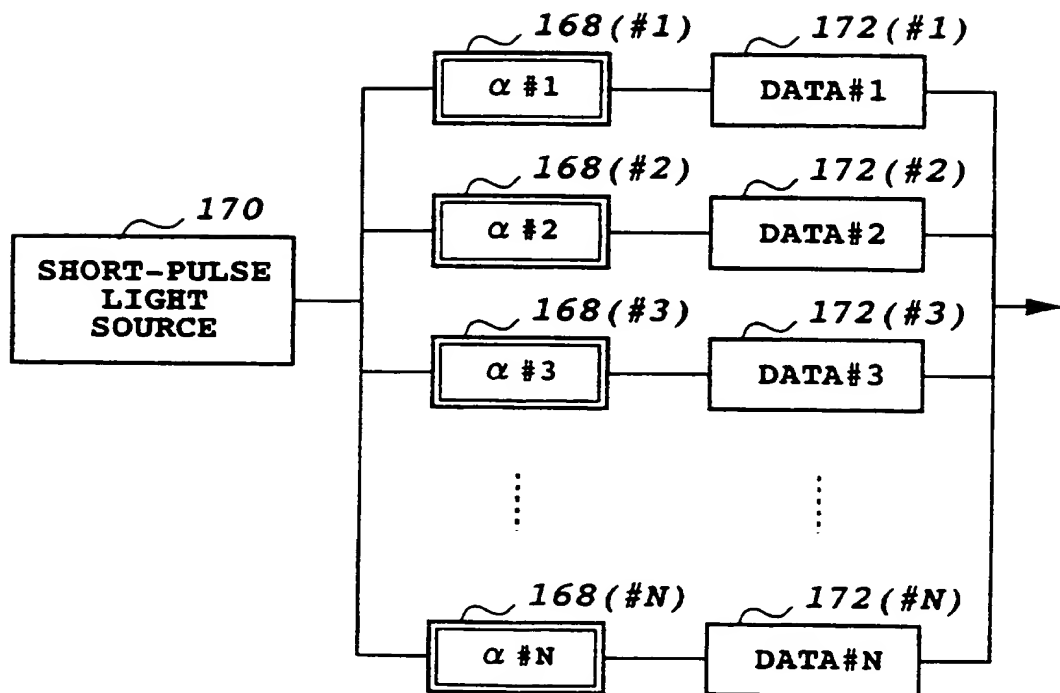 168(#1)
172(#1)
α #1
DATA#1
168(#2)
172(#2)
α #2
DATA#2
170
SHORT-PULSE
LIGHT
SOURCE
168(#3)
172(#3)
α #3
DATA#3
168(#N)
172(#N)
α #N
DATA#N